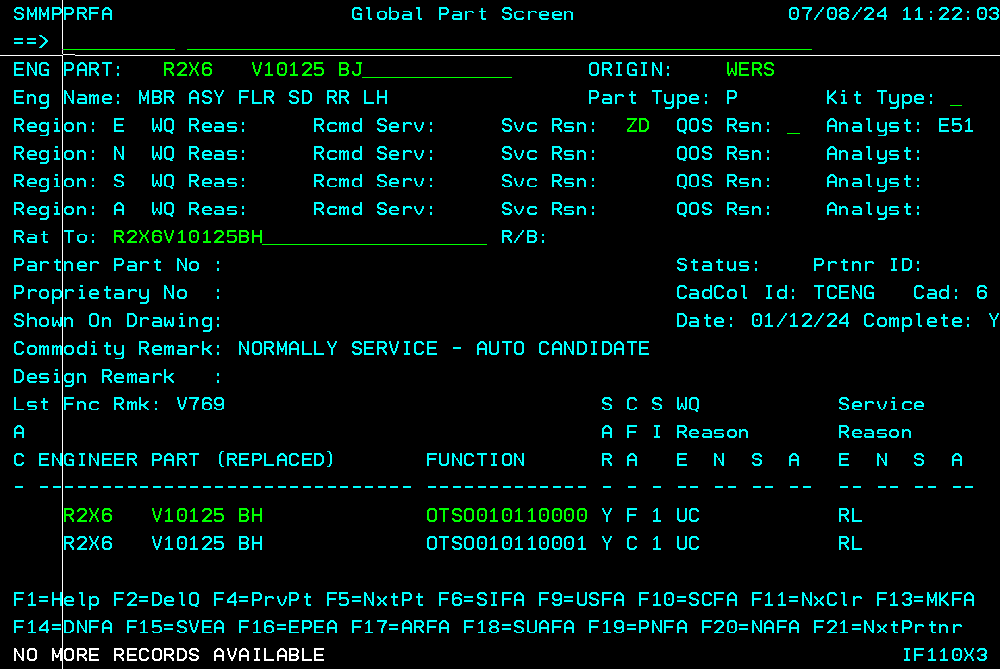 SMMPPRFA Global Part Screen 07/08/24 11:22:03
==> _________ __________________________________________________
ENG PART: R2X6 V10125 BJ____________ ORIGIN: WERS
Eng Name: MBR ASY FLR SD RR LH Part Type: P Kit Type: _
Region: E WQ Reas: Rcmd Serv: Svc Rsn: ZD QOS Rsn: _ Analyst: E51
Region: N WQ Reas: Rcmd Serv: Svc Rsn: QOS Rsn: Analyst:
Region: S WQ Reas: Rcmd Serv: Svc Rsn: QOS Rsn: Analyst:
Region: A WQ Reas: Rcmd Serv: Svc Rsn: QOS Rsn: Analyst:
Rat To: R2X6V10125BH__________________ R/B:
Partner Part No : Status: Prtnr ID:
Proprietary No : CadCol Id: TCENG Cad: 6
Shown On Drawing: Date: 01/12/24 Complete: Y
Commodity Remark: NORMALLY SERVICE - AUTO CANDIDATE
Design Remark :
Lst Fnc Rmk: V769 S C S WQ Service
A A F I Reason Reason
C ENGINEER PART (REPLACED) FUNCTION R A E N S A E N S A
- ------------------------------ ------------- - - - -- -- -- -- -- -- -- --
R2X6 V10125 BH OTSO010110000 Y F 1 UC RL
R2X6 V10125 BH OTSO010110001 Y C 1 UC RL
F1=Help F2=DelQ F4=PrvPt F5=NxtPt F6=SIFA F9=USFA F10=SCFA F11=NxClr F13=MKFA
F14=DNFA F15=SVEA F16=EPEA F17=ARFA F18=SUAFA F19=PNFA F20=NAFA F21=NxtPrtnr
NO MORE RECORDS AVAILABLE IF110X3